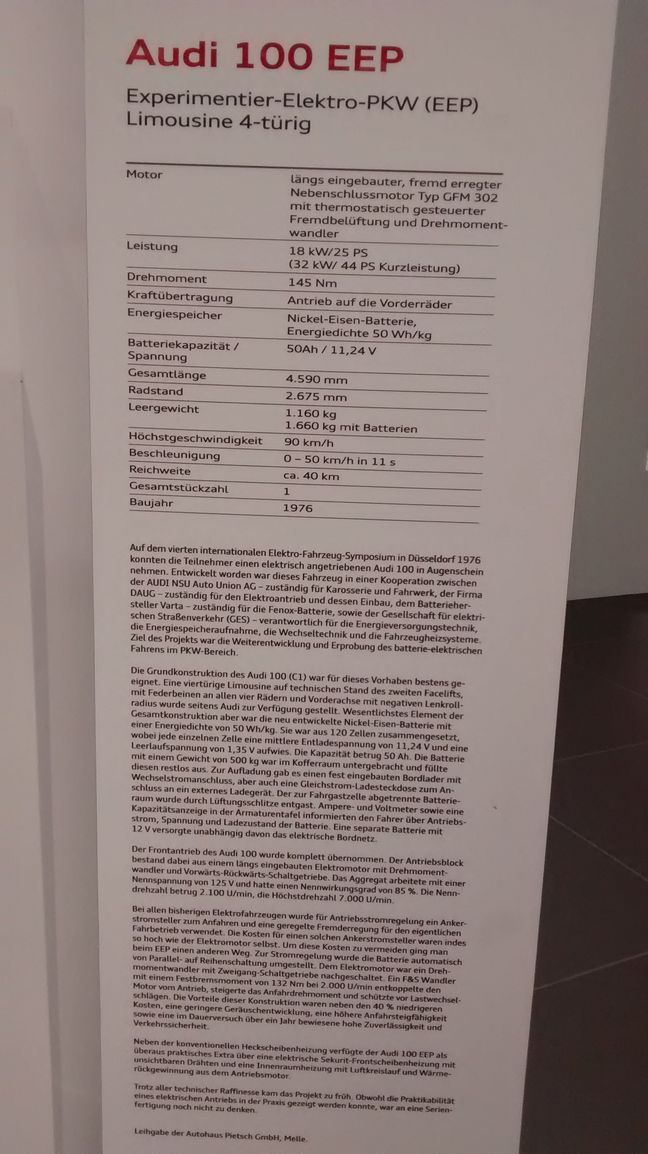 Audi 100 EEP
Experimentier-Elektro-PKW (EEP)
Limousine 4-türig
Motor längs eingebauter, fremd erregter
Nebenschlussmotor Typ GFM 302
mit thermostatisch gesteuerter
Fremdbelüftung und Drehmoment-
wandler
Leistung 18 kW/25 PS
(32 kW/ 44 PS Kurzleistung)
Drehmoment 145 Nm
Kraftübertragung Antrieb auf die Vorderräder
Energiespeicher Nickel-Eisen-Batterie,
Energiedichte 50 Wh/kg
Batteriekapazität / 50Ah / 11,24 V
Spannung
Gesamtlänge 4.590 mm
Radstand 2.675 mm
Leergewicht 1.160 kg
1.660 kg mit Batterien
Höchstgeschwindigkeit 90 km/h
Beschleunigung 0 – 50 km/h in 11 s
Reichweite ca. 40 km
Gesamtstückzahl 1
Baujahr 1976
Auf dem vierten internationalen Elektro-Fahrzeug-Symposium in Düsseldorf 1976
konnten die Teilnehmer einen elektrisch angetriebenen Audi 100 in Augenschein
nehmen. Entwickelt worden war dieses Fahrzeug in einer Kooperation zwischen
der AUDI NSU Auto Union AG – zuständig für Karosserie und Fahrwerk, der Firma
DAUG – zuständig für den Elektroantrieb und dessen Einbau, dem Batterieher-
steller Varta – zuständig für die Fenox-Batterie, sowie der Gesellschaft für elektri-
schen Straßenverkehr (GES) – verantwortlich für die Energieversorgungstechnik,
die Energiespeicheraufnahme, die Wechseltechnik und die Fahrzeugheizsysteme.
Ziel des Projekts war die Weiterentwicklung und Erprobung des batterie-elektrischen
Fahrens im PKW-Bereich.
Die Grundkonstruktion des Audi 100 (C1) war für dieses Vorhaben bestens ge-
eignet. Eine viertürige Limousine auf technischen Stand des zweiten Facelifts,
mit Federbeinen an allen vier Rädern und Vorderachse mit negativen Lenkroll-
radius wurde seitens Audi zur Verfügung gestellt. Wesentlichstes Element der
Gesamtkonstruktion aber war die neu entwickelte Nickel-Eisen-Batterie mit
einer Energiedichte von 50 Wh/kg. Sie war aus 120 Zellen zusammengesetzt,
wobei jede einzelnen Zelle eine mittlere Entladespannung von 11,24 V und eine
Leerlaufspannung von 1,35 V aufwies. Die Kapazität betrug 50 Ah. Die Batterie
mit einem Gewicht von 500 kg war im Kofferraum untergebracht und füllte
diesen restlos aus. Zur Aufladung gab es einen fest eingebauten Bordlader mit
Wechselstromanschluss, aber auch eine Gleichstrom-Ladesteckdose zum An-
schluss an ein externes Ladegerät. Der zur Fahrgastzelle abgetrennte Batterie-
raum wurde durch Lüftungsschlitze entgast. Ampere- und Voltmeter sowie eine
Kapazitätsanzeige in der Armaturentafel informierten den Fahrer über Antriebs-
strom, Spannung und Ladezustand der Batterie. Eine separate Batterie mit
12 V versorgte unabhängig davon das elektrische Bordnetz.
Der Frontantrieb des Audi 100 wurde komplett übernommen. Der Antriebsblock
bestand dabei aus einem längs eingebauten Elektromotor mit Drehmoment-
wandler und Vorwärts-Rückwärts-Schaltgetriebe. Das Aggregat arbeitete mit einer
Nennspannung von 125 V und hatte einen Nennwirkungsgrad von 85 %. Die Nenn-
drehzahl betrug 2.100 U/min, die Höchstdrehzahl 7.000 U/min.
Bei allen bisherigen Elektrofahrzeugen wurde für Antriebsstromregelung ein Anker-
stromsteller zum Anfahren und eine geregelte Fremderregung für den eigentlichen
Fahrbetrieb verwendet. Die Kosten für einen solchen Ankerstromsteller waren indes
so hoch wie der Elektromotor selbst. Um diese Kosten zu vermeiden ging man
beim EEP einen anderen Weg. Zur Stromregelung wurde die Batterie automatisch
von Parallel- auf Reihenschaltung umgestellt. Dem Elektromotor war ein Dreh-
momentwandler mit Zweigang-Schaltgetriebe nachgeschaltet. Ein F&S Wandler
mit einem Festbremsmoment von 132 Nm bei 2.000 U/min entkoppelte den
Motor vom Antrieb, steigerte das Anfahrdrehmoment und schützte vor Lastwechsel-
schlägen. Die Vorteile dieser Konstruktion waren neben den 40 % niedrigeren
Kosten, eine geringere Geräuschentwicklung, eine höhere Anfahrsteigfähigkeit
sowie eine im Dauerversuch über ein Jahr bewiesene hohe Zuverlässigkeit und
Verkehrssicherheit.
Neben der konventionellen Heckscheibenheizung verfügte der Audi 100 EEP als
überaus praktisches Extra über eine elektrische Sekurit-Frontscheibenheizung mit
unsichtbaren Drähten und eine Innenraumheizung mit Luftkreislauf und Wärme-
rückgewinnung aus dem Antriebsmotor.
Trotz aller technischer Raffinesse kam das Projekt zu früh. Obwohl die Praktikabilität
eines elektrischen Antriebs in der Praxis gezeigt werden konnte, war an eine Serien-
fertigung noch nicht zu denken.
Leihgabe der Autohaus Pietsch GmbH, Melle.